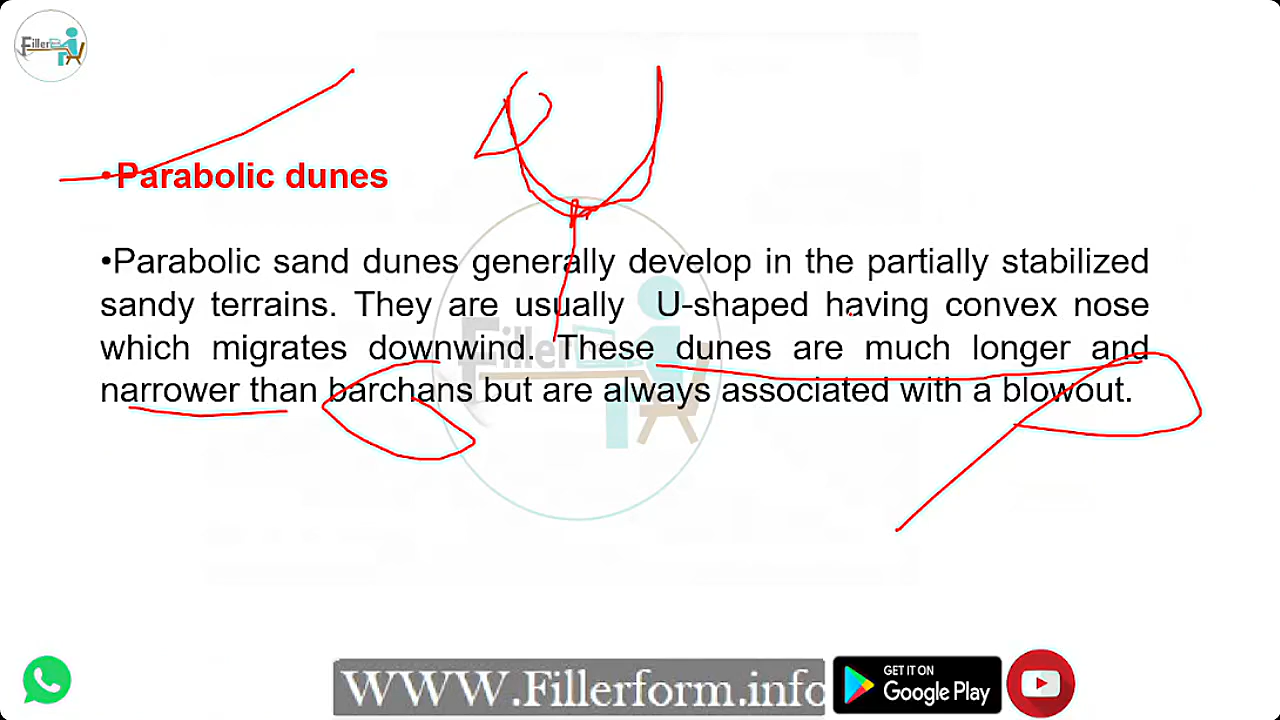 Filler
•Parabolic dunes
•Parabolic sand dunes generally develop in the partially stabilized
sandy terrains. They are usually U-shaped having convex nose
which migrates downwind. These dunes are much longer and
narrower than barchans but are always associated with a blowout.
WWW.Fillerform.info
GET IT ON
Google Play